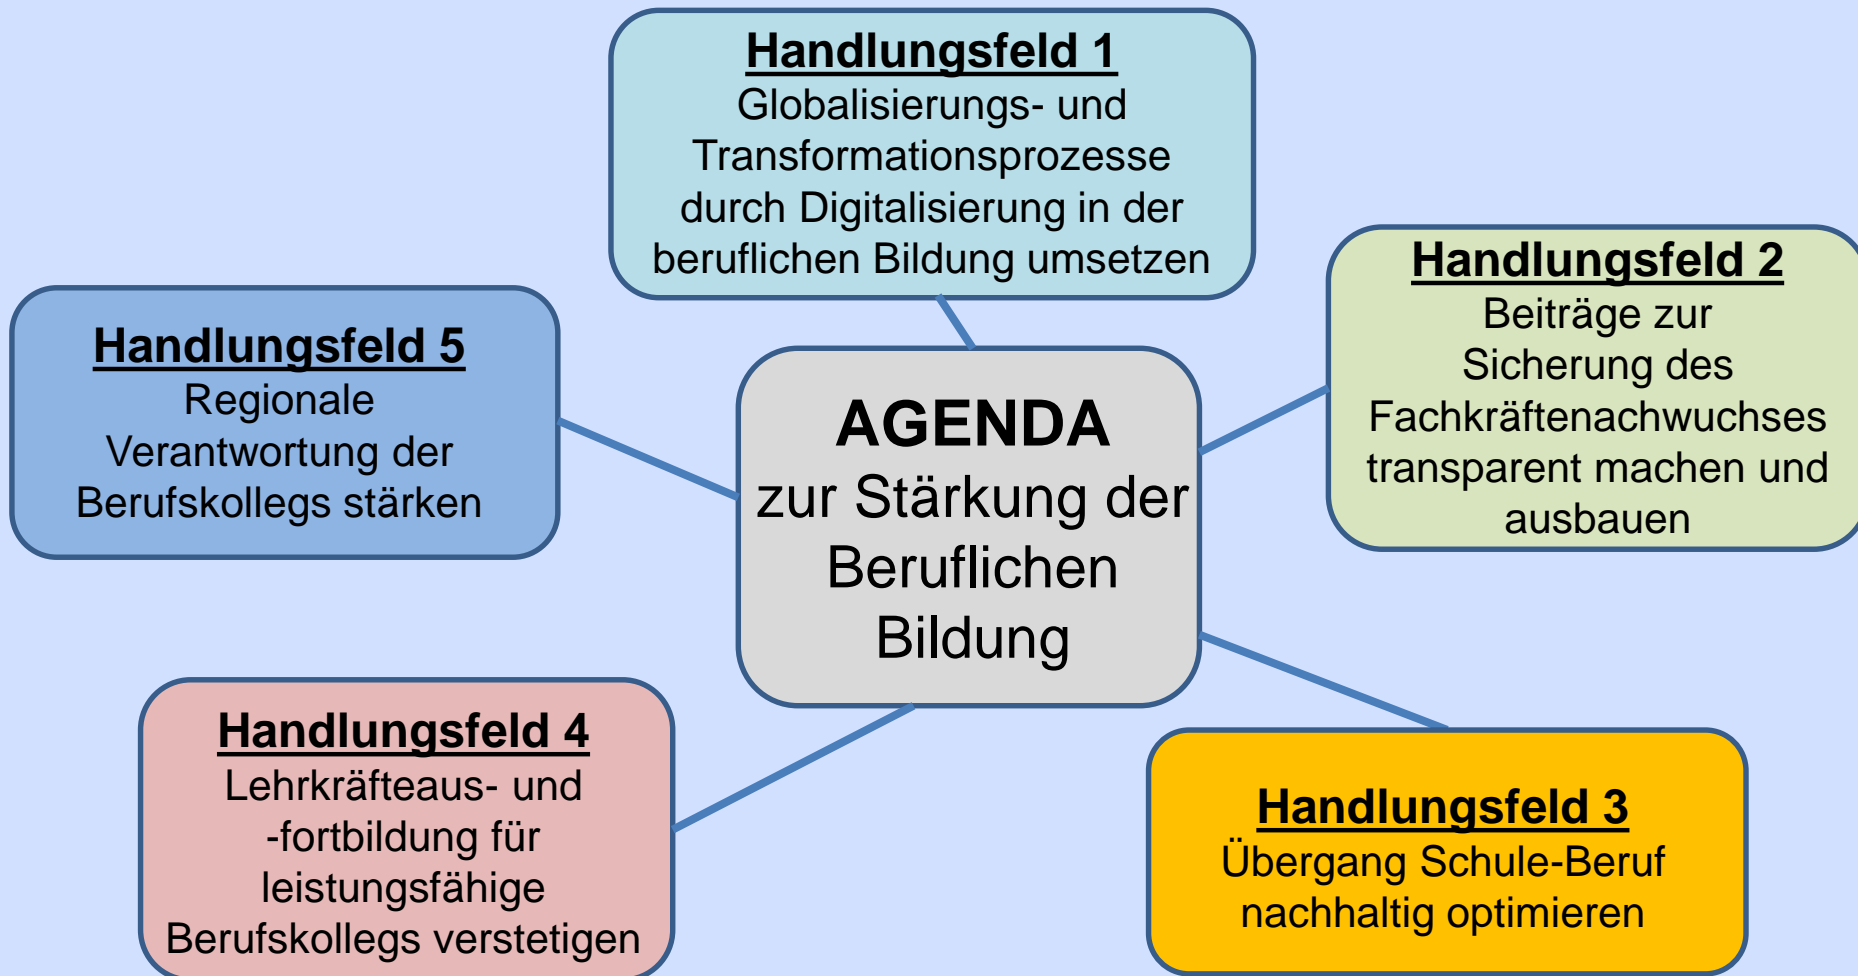 Handlungsfeld 1
Globalisierungs- und
Transformationsprozesse
durch Digitalisierung in der
beruflichen Bildung umsetzen
Handlungsfeld 2
Beiträge zur
Sicherung des
Fachkräftenachwuchses
transparent machen und
ausbauen
Handlungsfeld 5
Regionale
Verantwortung der
Berufskollegs stärken
AGENDA
zur Stärkung der
Beruflichen
Bildung
Handlungsfeld 4
Lehrkräfteaus- und
-fortbildung für
leistungsfähige
Berufskollegs verstetigen
Handlungsfeld 3
Übergang Schule-Beruf
nachhaltig optimieren